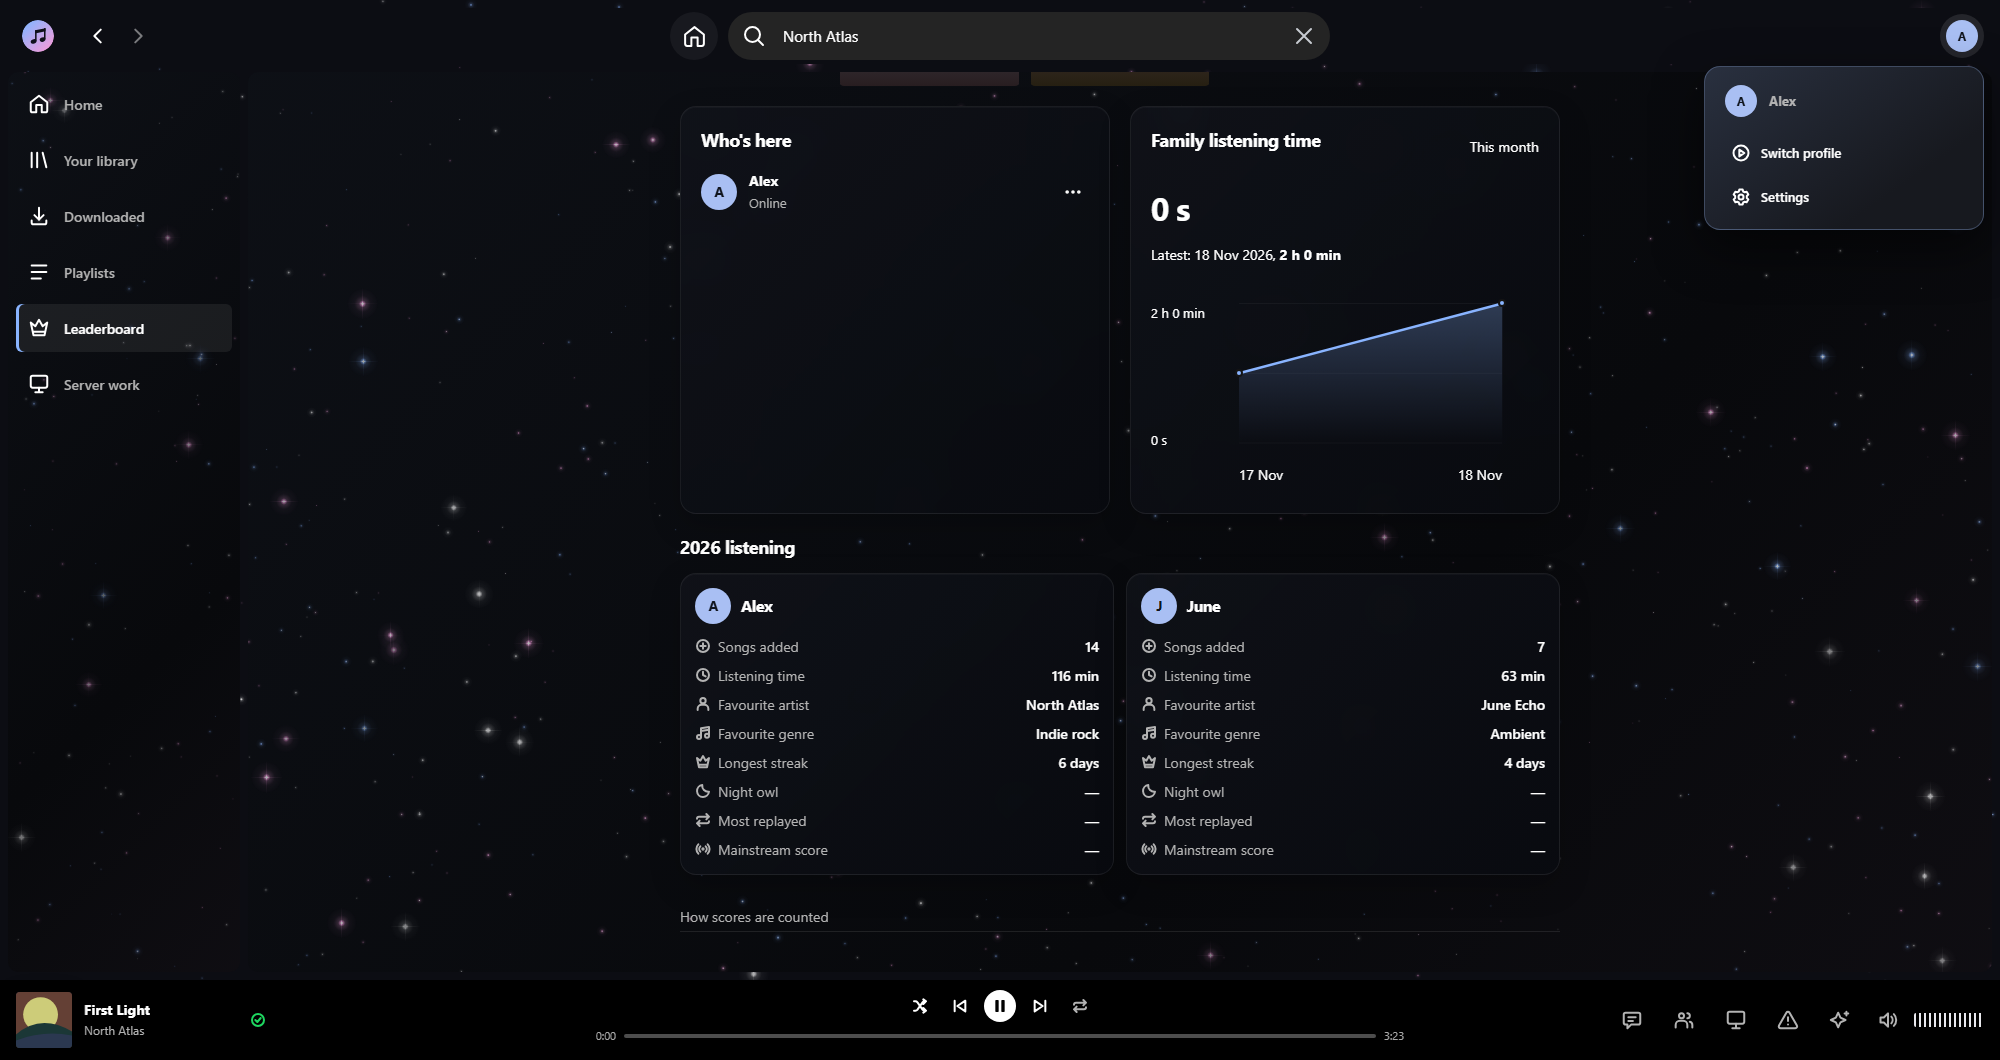 North Atlas
A
Home
Your library
Downloaded
Playlists
Leaderboard
Server work
A Alex
Switch profile
Settings
Who's here
A
Alex
Online
Family listening time
This month
0 s
Latest: 18 Nov 2026, 2 h 0 min
2 h 0 min
0 s
17 Nov 18 Nov
2026 listening
A Alex
Songs added 14
Listening time 116 min
Favourite artist North Atlas
Favourite genre Indie rock
Longest streak 6 days
Night owl —
Most replayed —
Mainstream score —
J June
Songs added 7
Listening time 63 min
Favourite artist June Echo
Favourite genre Ambient
Longest streak 4 days
Night owl —
Most replayed —
Mainstream score —
How scores are counted
First Light
North Atlas
0:00 3:23